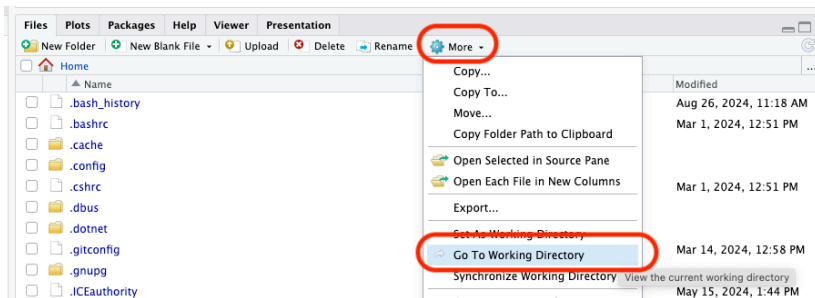 Files Plots Packages Help Viewer Presentation
New Folder New Blank File Upload Delete Rename More
Home ...
Name Modified
Copy...
.bash_history Aug 26, 2024, 11:18 AM
Copy To...
Move...
.bashrc Mar 1, 2024, 12:51 PM
Copy Folder Path to Clipboard
.cache
Open Selected in Source Pane
.config
Open Each File in New Columns
.cshrc Mar 1, 2024, 12:51 PM
Export...
.dbus
Set As Working Directory
.dotnet
Go To Working Directory
.gitconfig Mar 14, 2024, 12:58 PM
Synchronize Working Directory
.gnupg
View the current working directory
.ICEauthority May 15, 2024, 1:44 PM